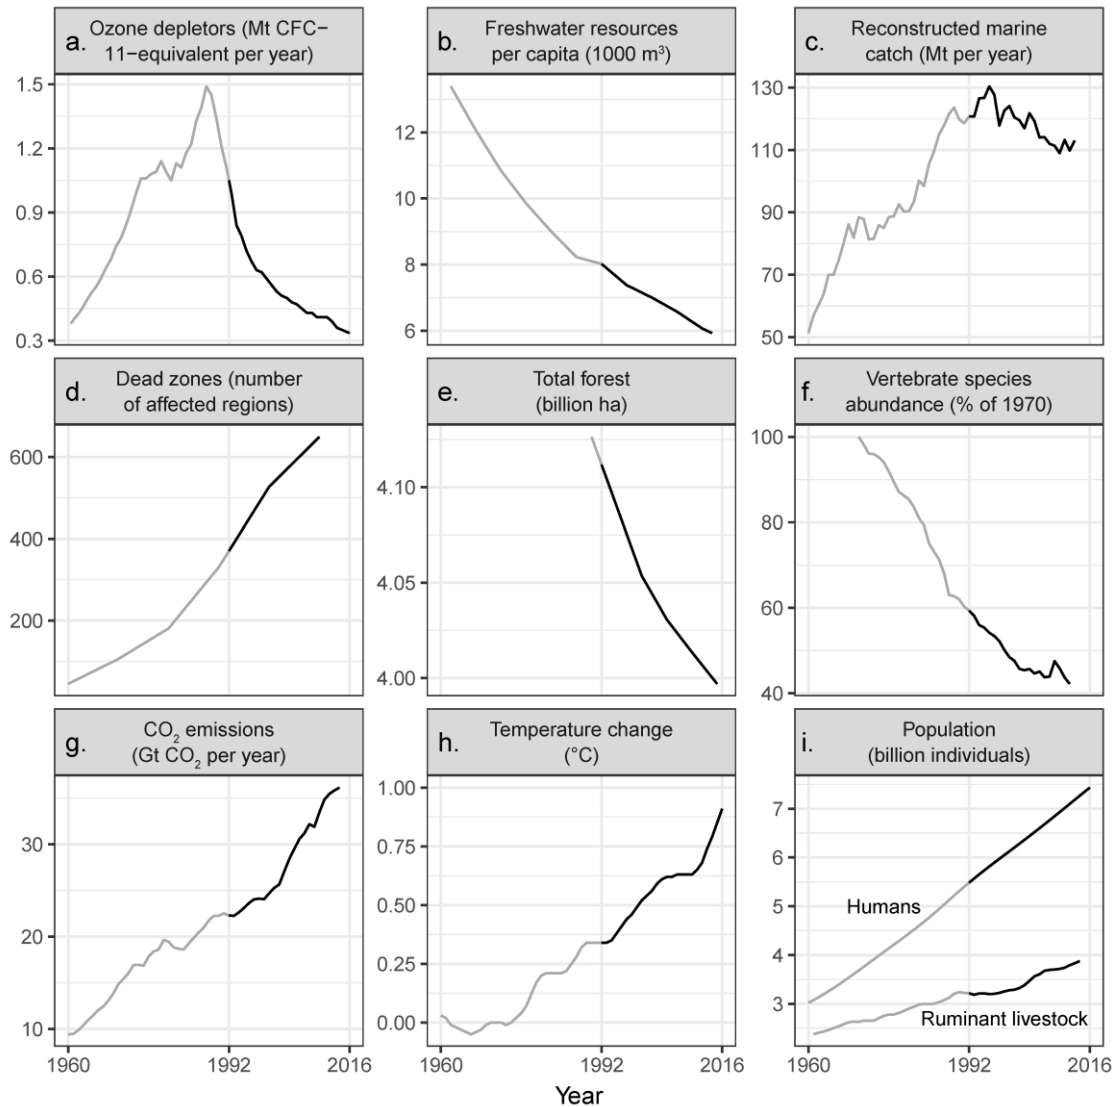 a. Ozone depletors (Mt CFC−
11−equivalent per year)
1.5
1.2
0.9
0.6
0.3
b. Freshwater resources
per capita (1000 m³)
12
10
8
6
c. Reconstructed marine
catch (Mt per year)
130
110
90
70
50
d. Dead zones (number
of affected regions)
600
400
200
e. Total forest
(billion ha)
4.10
4.05
4.00
f. Vertebrate species
abundance (% of 1970)
100
80
60
40
g. CO₂ emissions
(Gt CO₂ per year)
30
20
10
1960 1992 2016
h. Temperature change
(°C)
1.00
0.75
0.50
0.25
0.00
1960 1992 2016
i. Population
(billion individuals)
7
6
5
4
3
Humans
Ruminant livestock
1960 1992 2016
Year